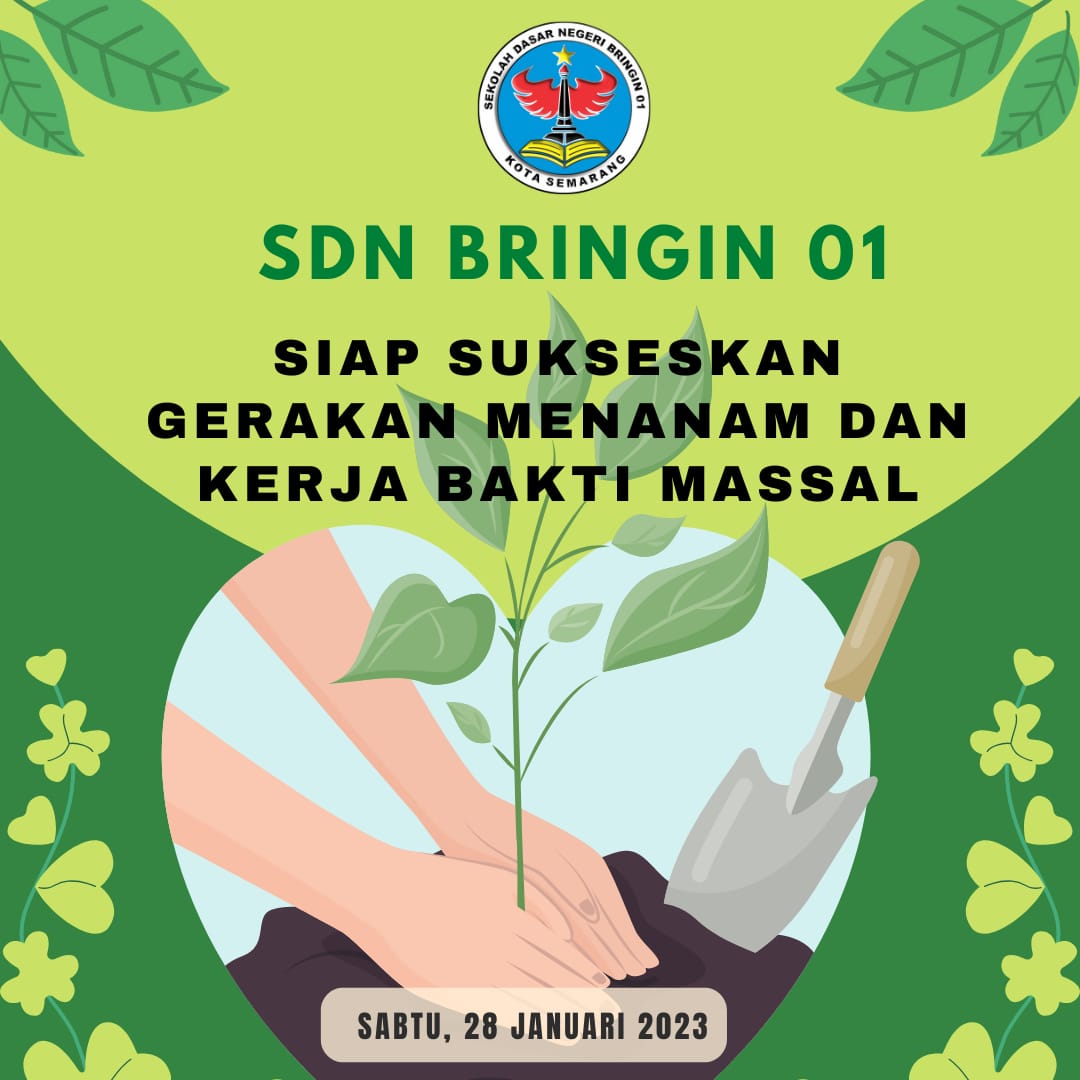 SEKOLAH DASAR NEGERI BRINGIN 01
KOTA SEMARANG
SDN BRINGIN 01
SIAP SUKSESKAN
GERAKAN MENANAM DAN
KERJA BAKTI MASSAL
SABTU, 28 JANUARI 2023